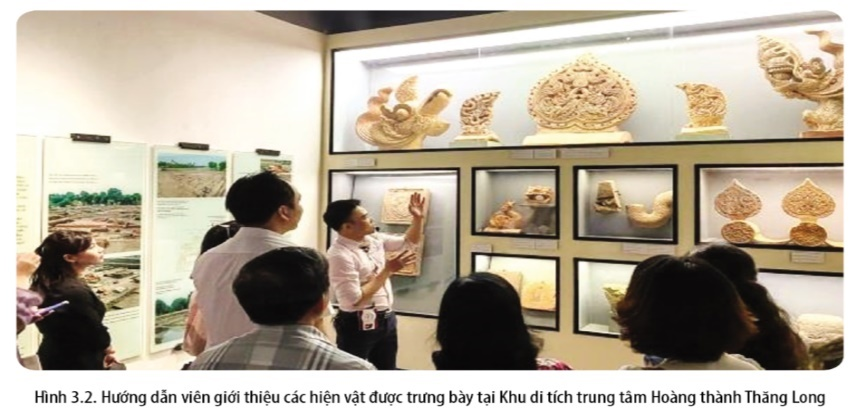 Hình 3.2. Hướng dẫn viên giới thiệu các hiện vật được trưng bày tại Khu di tích trung tâm Hoàng thành Thăng Long